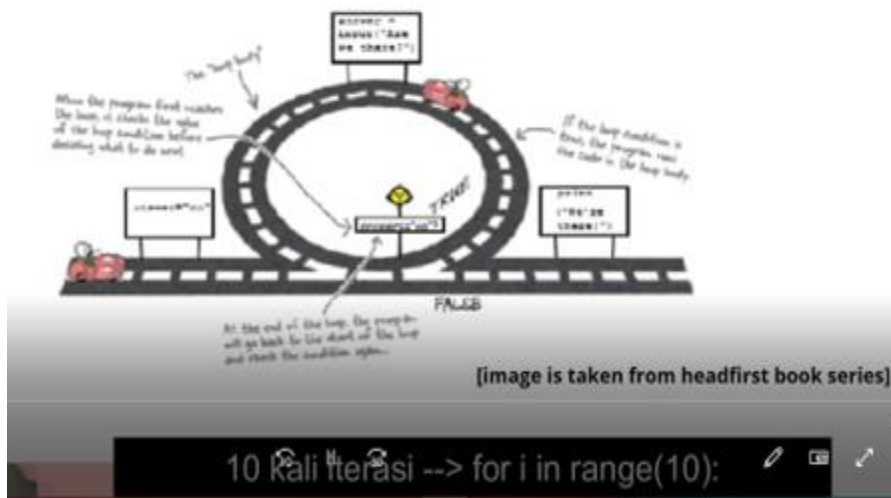 answer =
input("Are
we there?")
The "loop body"
When the program first reaches
the loop, it checks the value
of the loop condition before
deciding what to do next.
If the loop condition is
true, the program runs
the code in the loop body.
TRUE!
print
there!")
FALSE
At the end of the loop, the program
will go back to the start of the loop
and check the condition again...
[image is taken from headfirst book series]
10 kali iterasi --> for i in range(10):